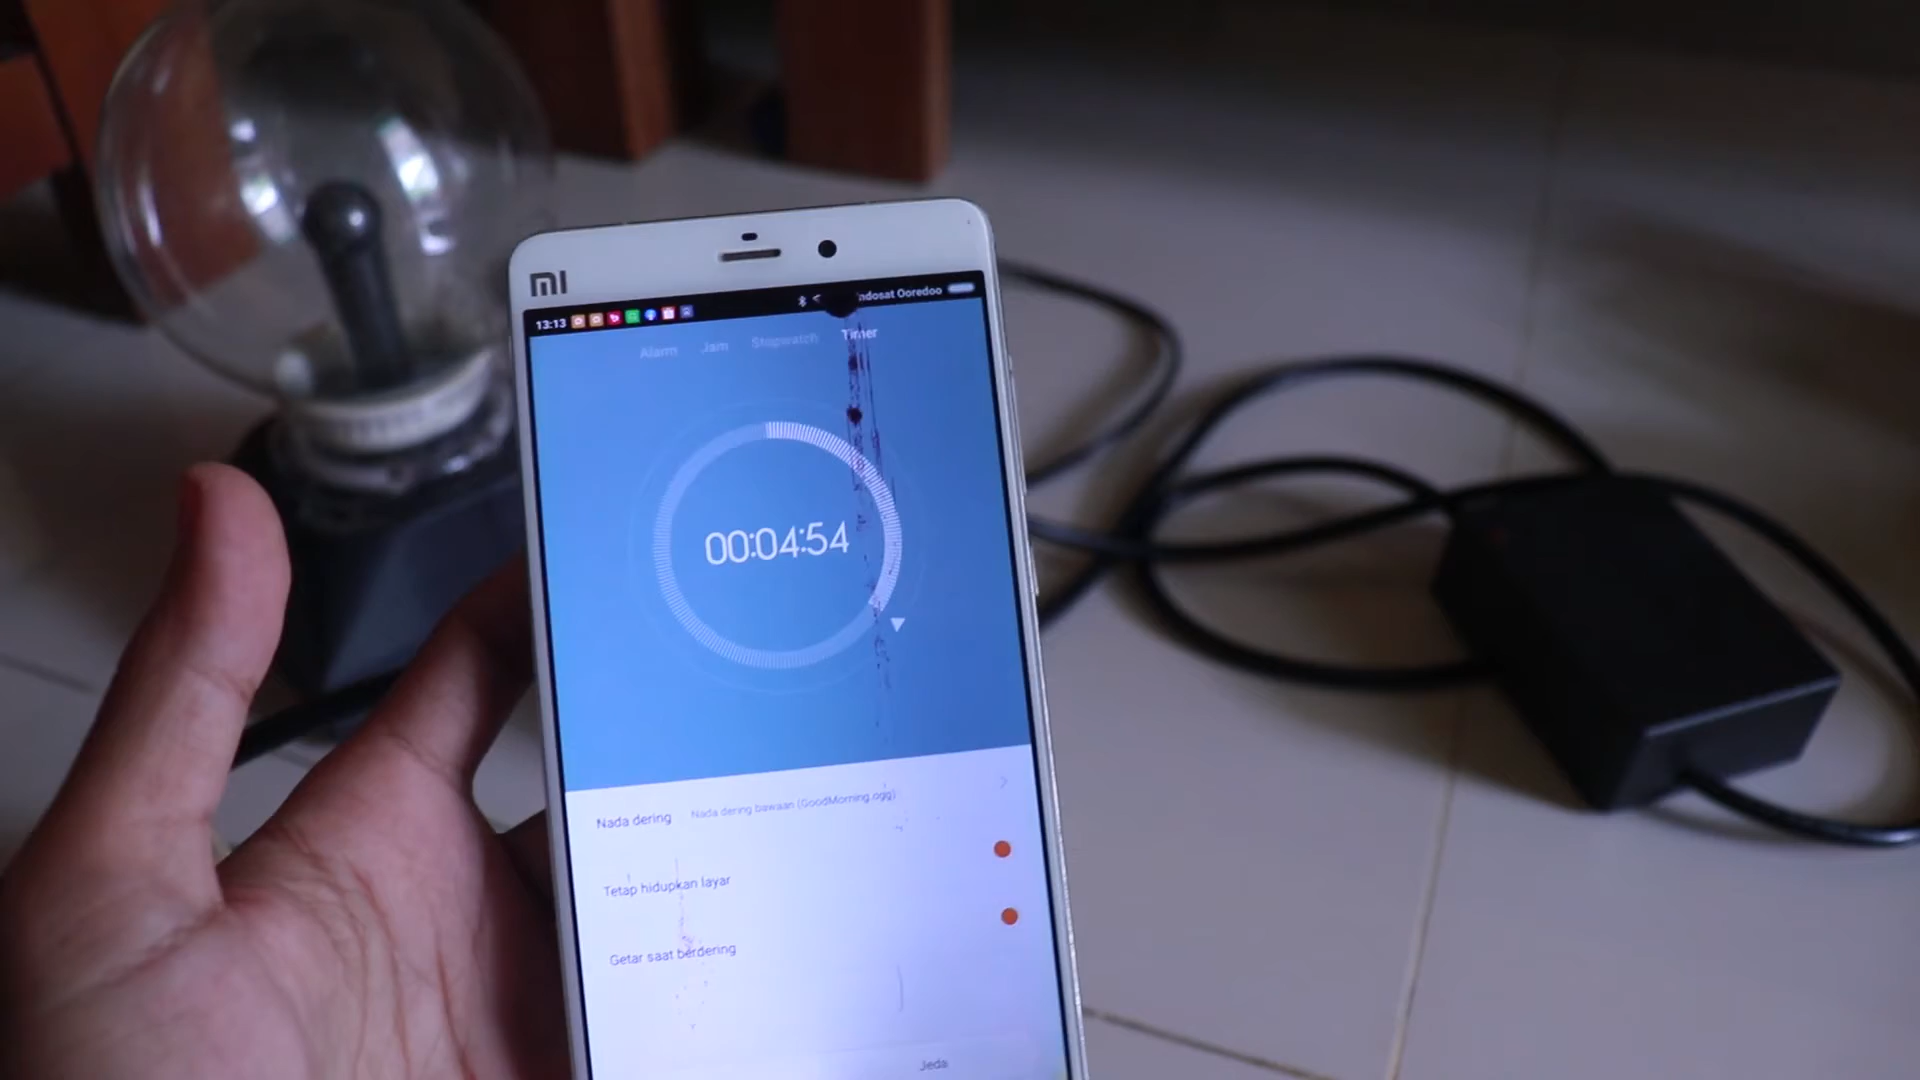 mi
13:13 ndosat Ooredoo
Alarm Jam Stopwatch Timer
00:04:54
Nada dering Nada dering bawaan (GoodMorning.ogg)
Tetap hidupkan layar
Getar saat berdering
Jeda